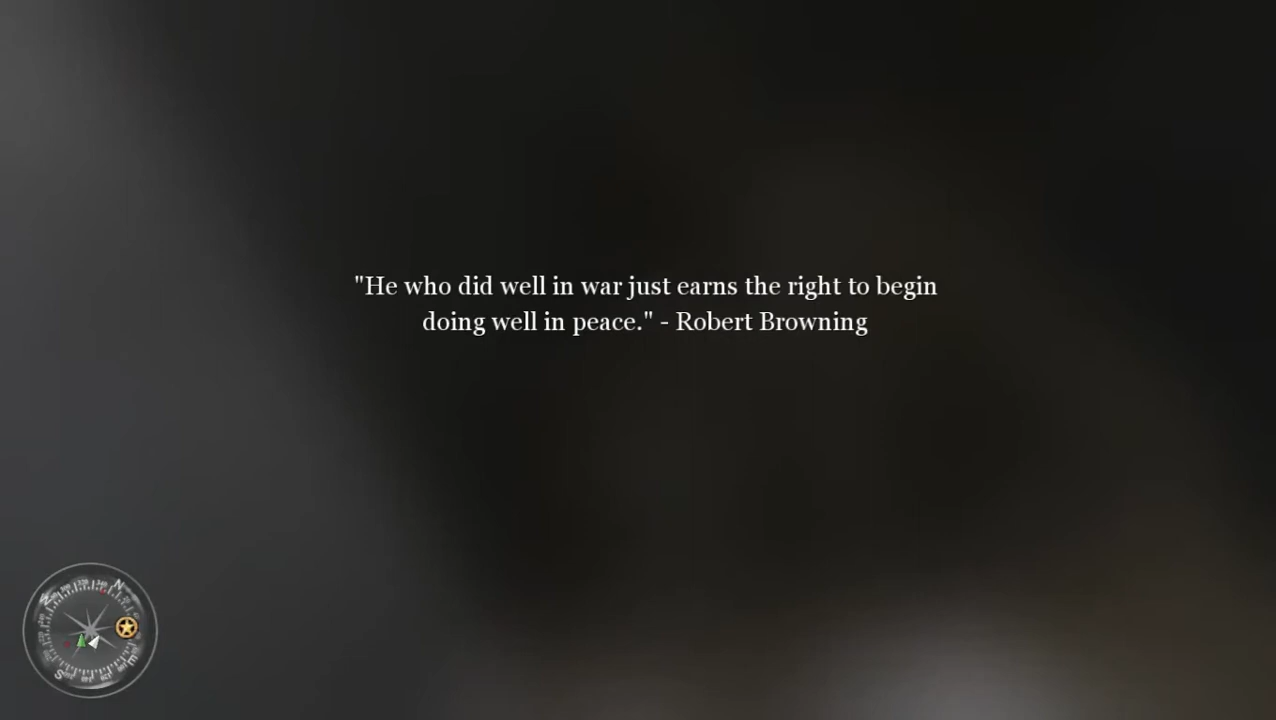 "He who did well in war just earns the right to begin
doing well in peace." - Robert Browning
N
E
S